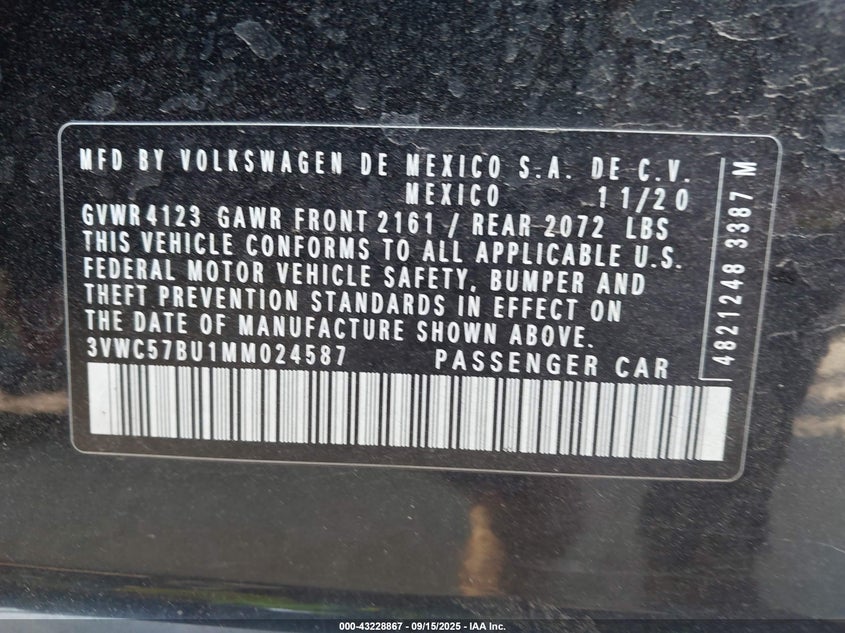 MFD BY VOLKSWAGEN DE MEXICO S.A. DE C.V.
MEXICO 11/20
GVWR 4123 GAWR FRONT 2161 / REAR 2072 LBS
THIS VEHICLE CONFORMS TO ALL APPLICABLE U.S.
FEDERAL MOTOR VEHICLE SAFETY, BUMPER AND
THEFT PREVENTION STANDARDS IN EFFECT ON
THE DATE OF MANUFACTURE SHOWN ABOVE.
3VWC57BU1MM024587 PASSENGER CAR
4821248 3387 M
000-43228867 - 09/15/2025 - IAA Inc.